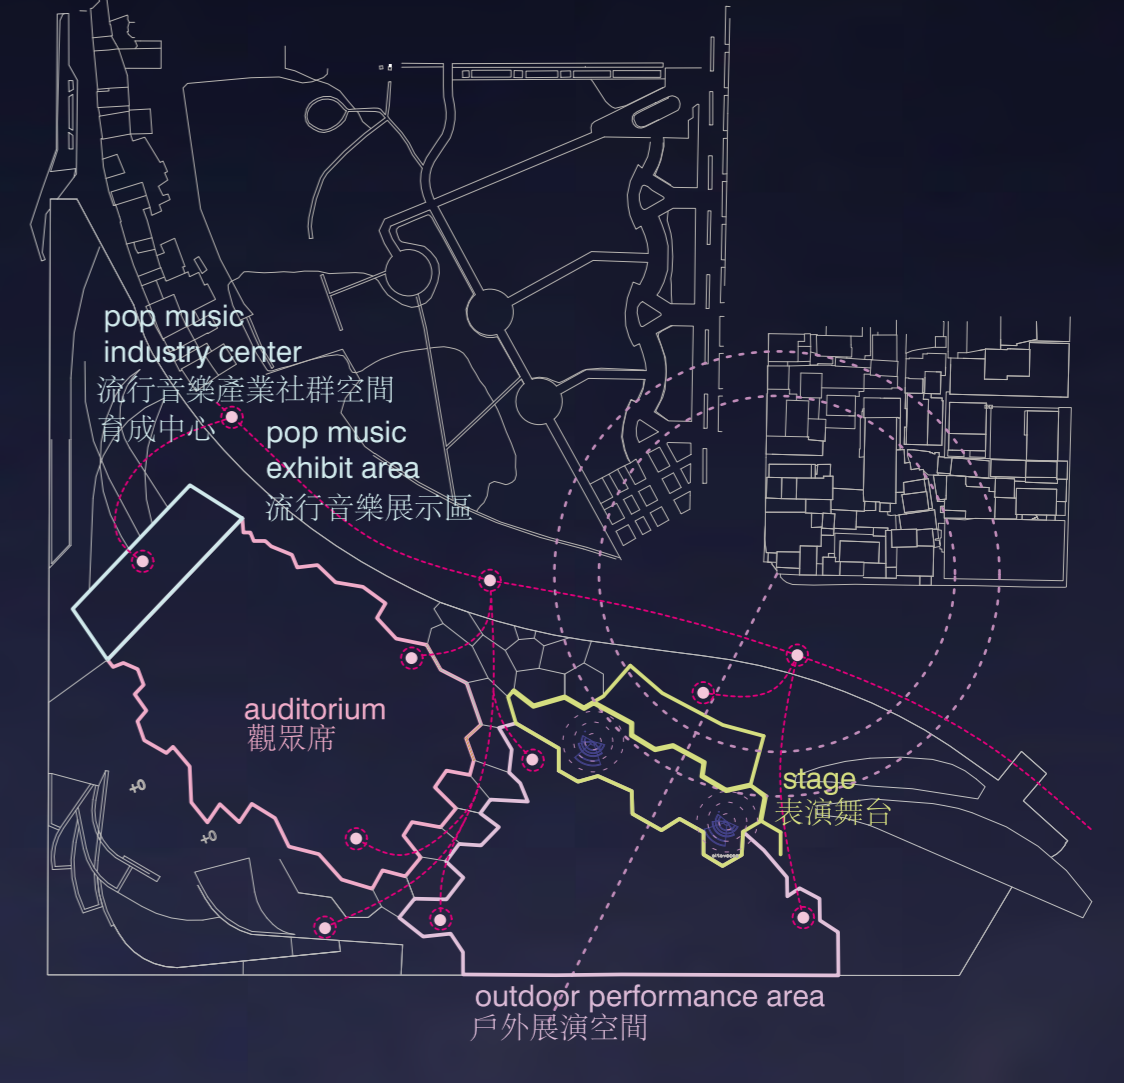 pop music
industry center
流行音樂產業社群空間
育成中心
pop music
exhibit area
流行音樂展示區
auditorium
觀眾席
stage
表演舞台
+0
+0
outdoor performance area
戶外展演空間